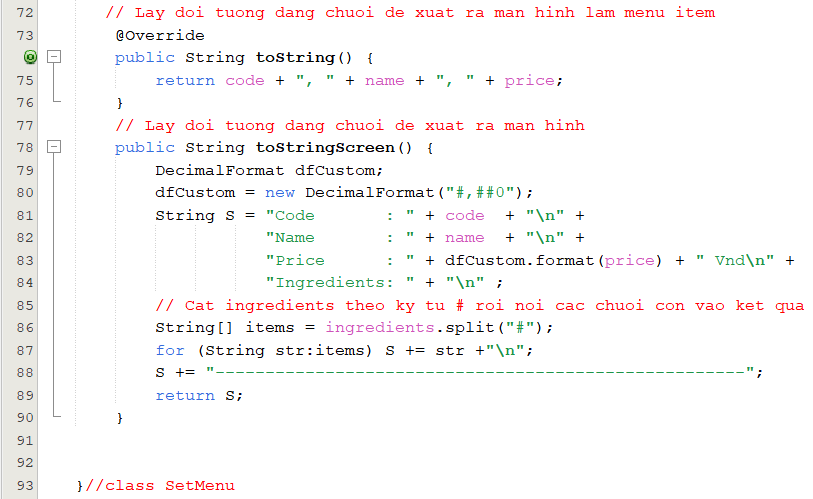 72 // Lay doi tuong dang chuoi de xuat ra man hinh lam menu item
73 @Override
public String toString() {
75 return code + ", " + name + ", " + price;
76 }
77 // Lay doi tuong dang chuoi de xuat ra man hinh
78 public String toStringScreen() {
79 DecimalFormat dfCustom;
80 dfCustom = new DecimalFormat("#,##0");
81 String S = "Code       : " + code  + "\n" +
82 "Name       : " + name  + "\n" +
83 "Price      : " + dfCustom.format(price) + " Vnd\n" +
84 "Ingredients: " + "\n" ;
85 // Cat ingredients theo ky tu # roi noi cac chuoi con vao ket qua
86 String[] items = ingredients.split("#");
87 for (String str:items) S += str +"\n";
88 S += "-----------------------------------------------------";
89 return S;
90 }
91
92
93 }//class SetMenu